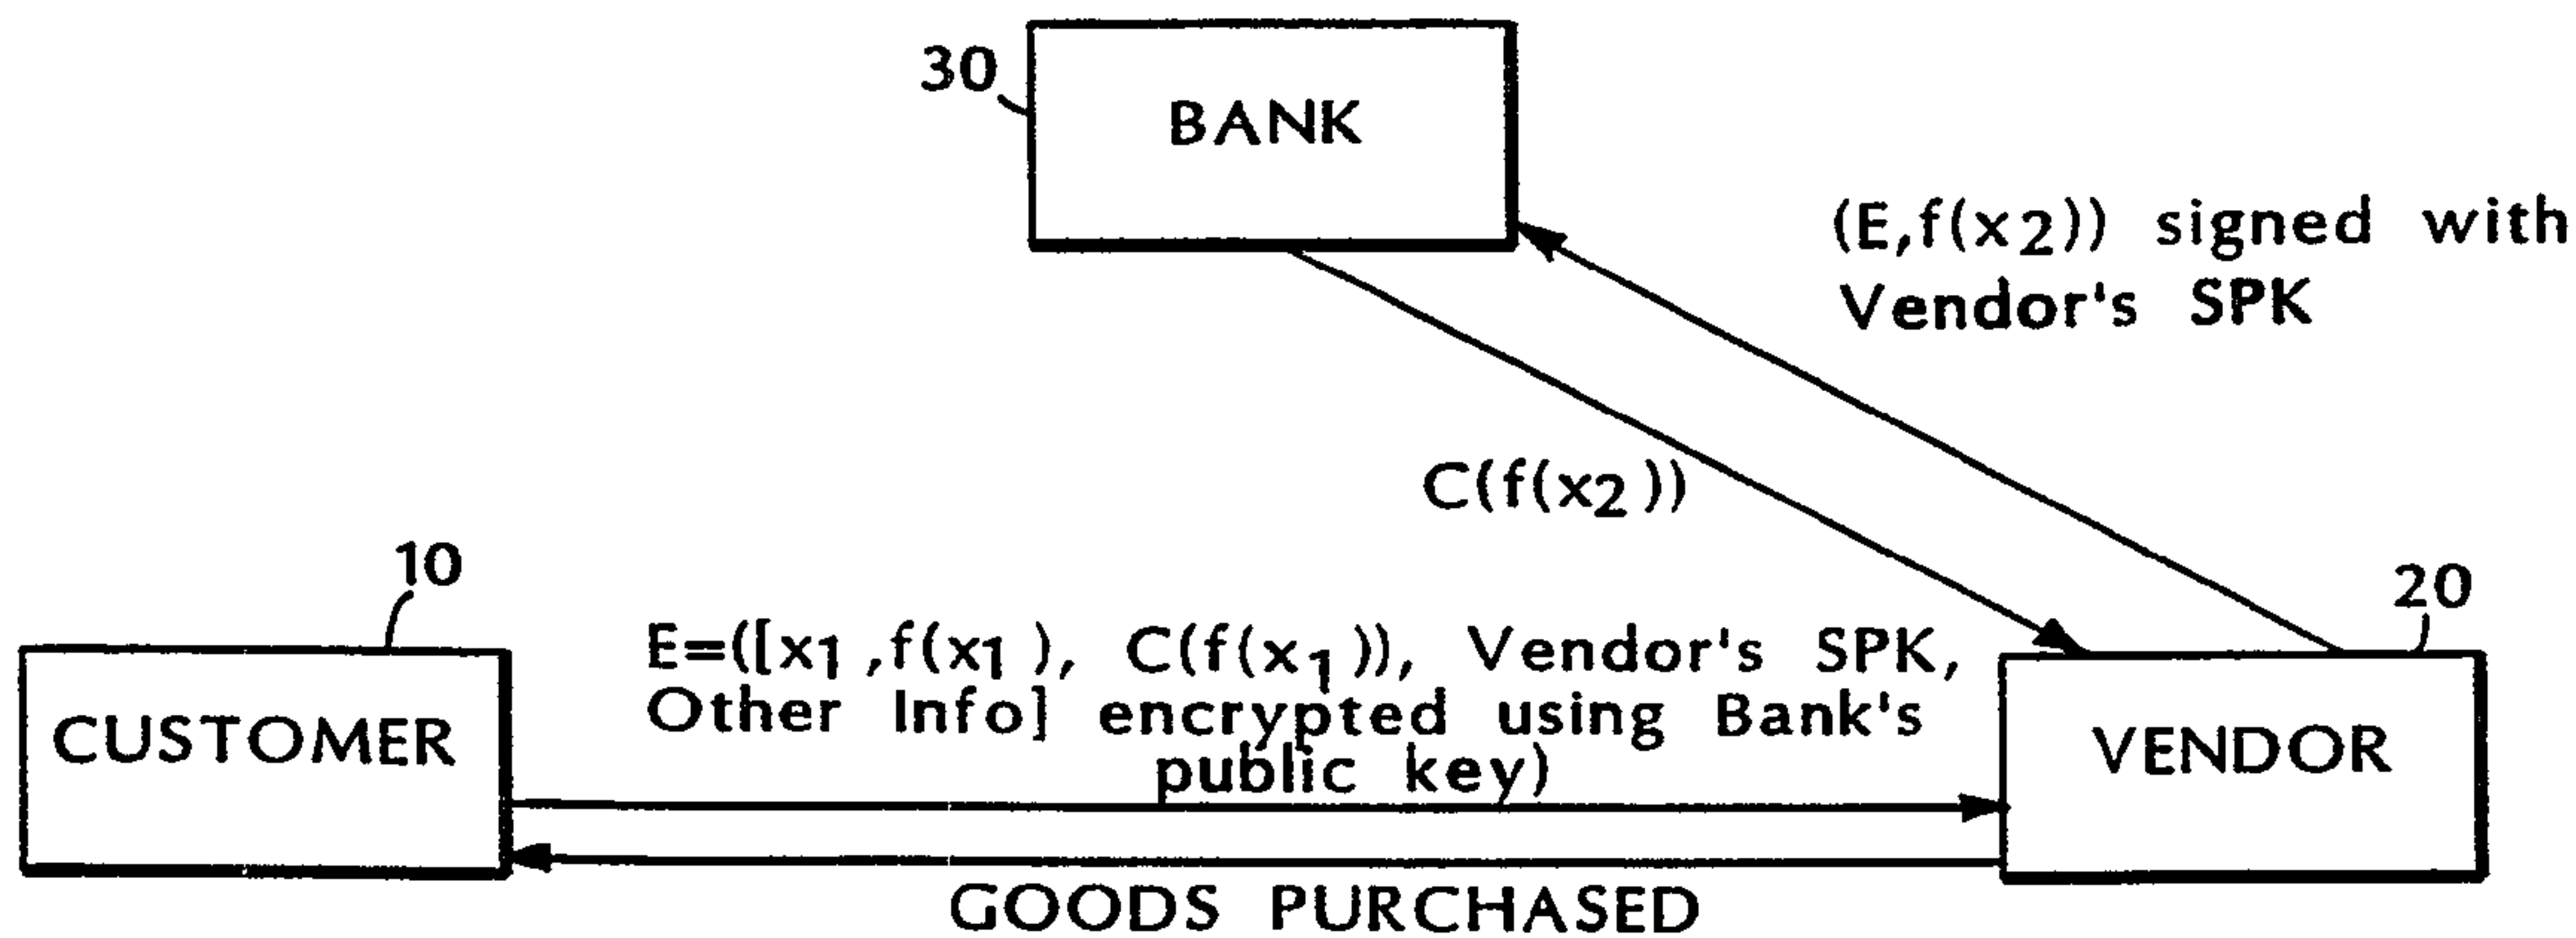 30
BANK
(E,f(x2)) signed with
Vendor's SPK
C(f(x2))
10
20
E=([x1,f(x1), C(f(x1)), Vendor's SPK,
Other Info] encrypted using Bank's
public key)
CUSTOMER
VENDOR
GOODS PURCHASED